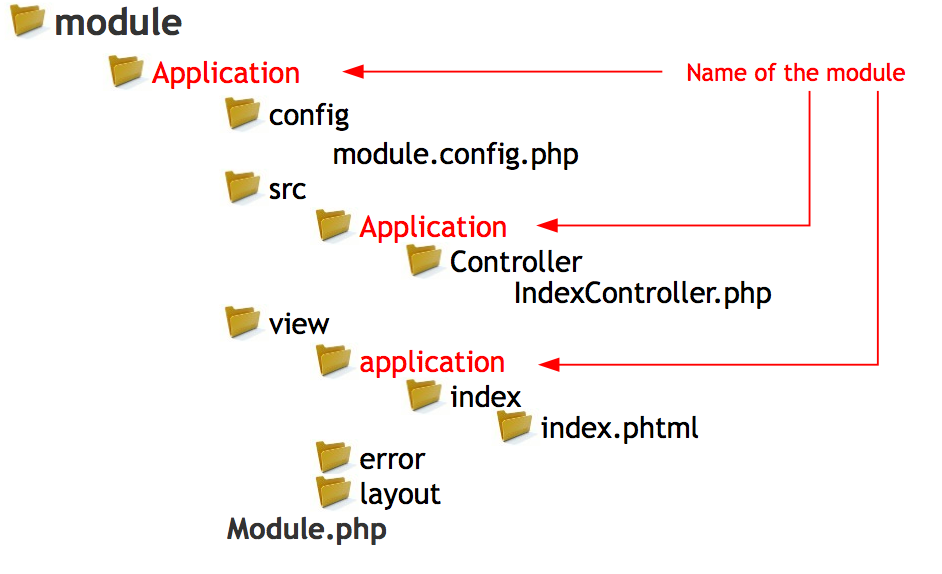 module
Application
Name of the module
config
module.config.php
src
Application
Controller
IndexController.php
view
application
index
index.phtml
error
layout
Module.php